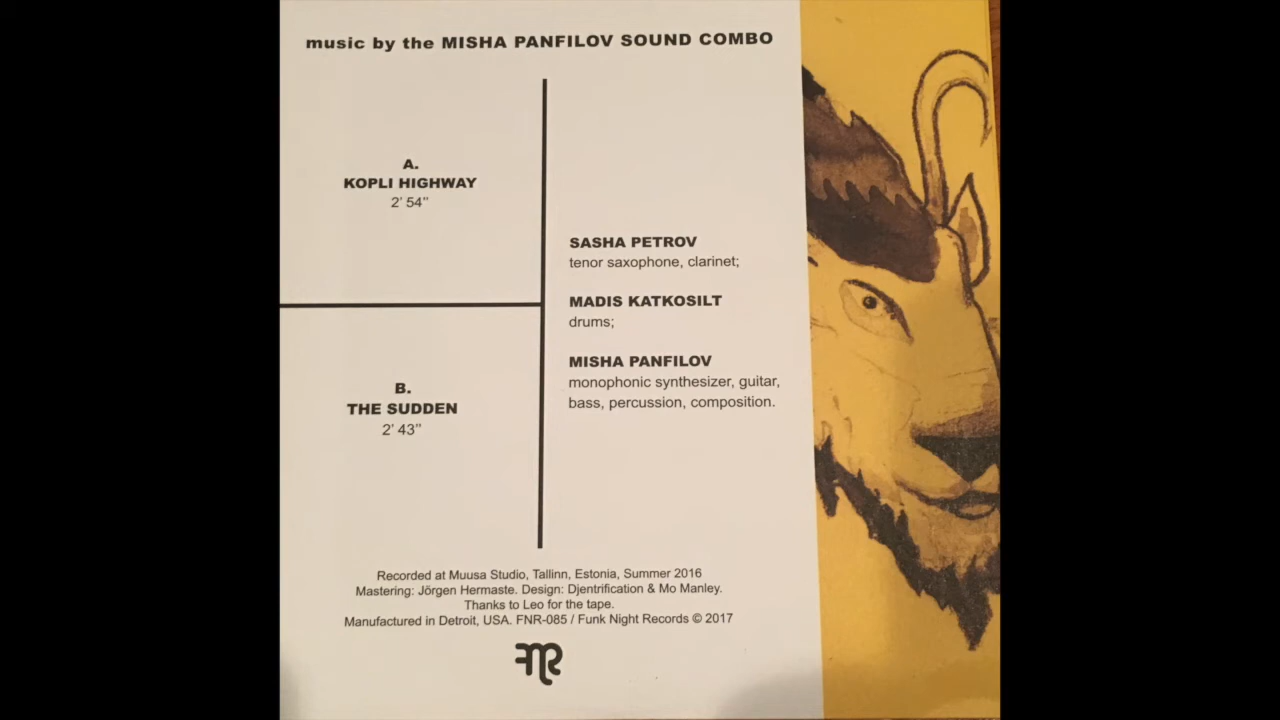 music by the MISHA PANFILOV SOUND COMBO
A.
KOPLI HIGHWAY
2' 54"
B.
THE SUDDEN
2' 43"
SASHA PETROV
tenor saxophone, clarinet;
MADIS KATKOSILT
drums;
MISHA PANFILOV
monophonic synthesizer, guitar,
bass, percussion, composition.
Recorded at Muusa Studio, Tallinn, Estonia, Summer 2016
Mastering: Jörgen Hermaste. Design: Djentrification & Mo Manley.
Thanks to Leo for the tape.
Manufactured in Detroit, USA. FNR-085 / Funk Night Records © 2017
FNR